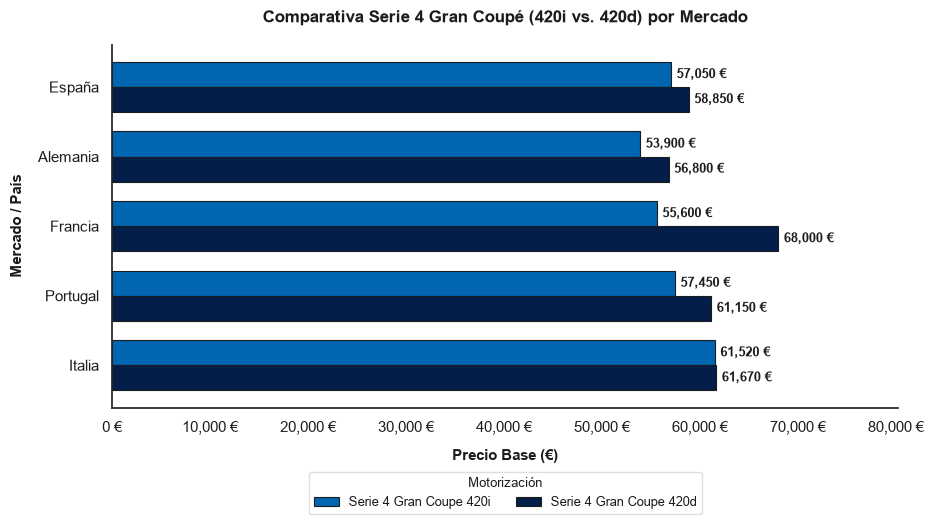 Comparativa Serie 4 Gran Coupé (420i vs. 420d) por Mercado
Mercado / País
España
57,050 €
58,850 €
Alemania
53,900 €
56,800 €
Francia
55,600 €
68,000 €
Portugal
57,450 €
61,150 €
Italia
61,520 €
61,670 €
0 € 10,000 € 20,000 € 30,000 € 40,000 € 50,000 € 60,000 € 70,000 € 80,000 €
Precio Base (€)
Motorización
Serie 4 Gran Coupe 420i Serie 4 Gran Coupe 420d